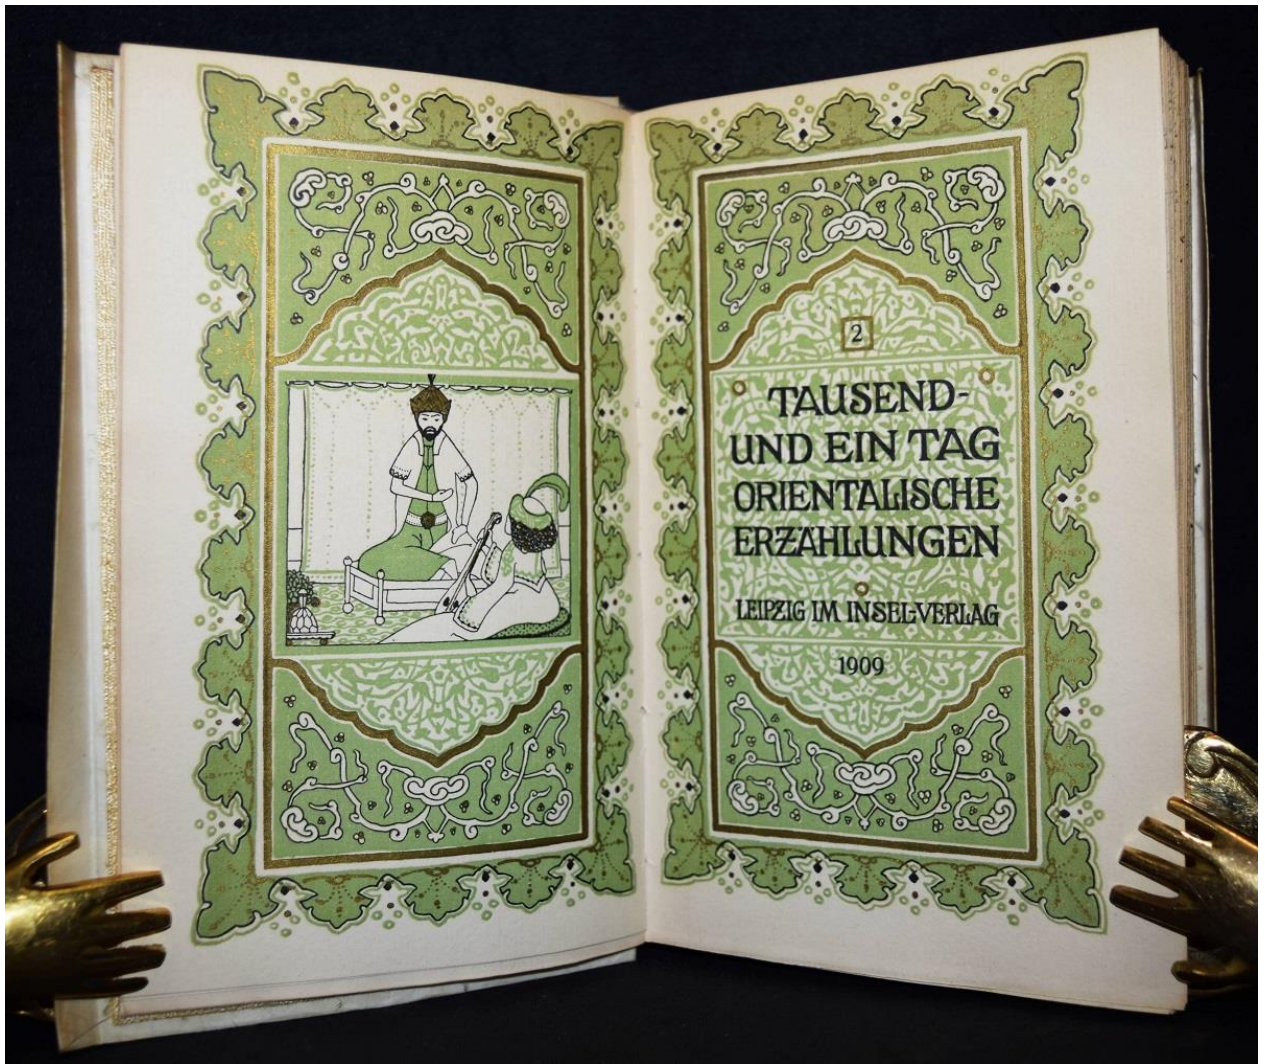 2
TAUSEND-
UND EIN TAG
ORIENTALISCHE
ERZÄHLUNGEN
LEIPZIG IM INSEL-VERLAG
1909